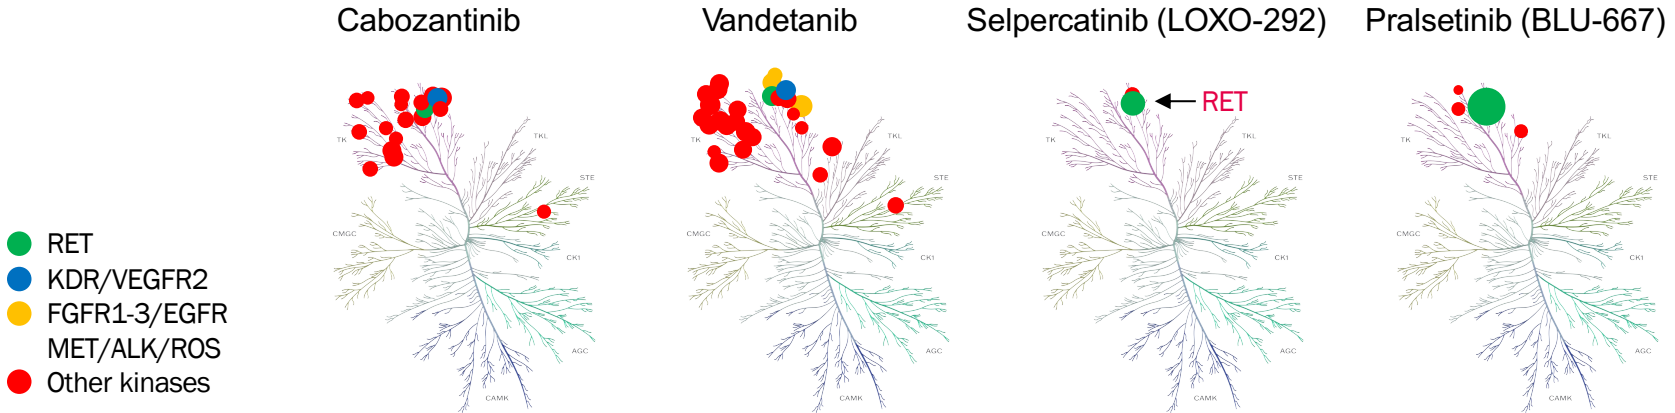 Cabozantinib
Vandetanib
Selpercatinib (LOXO-292)
Pralsetinib (BLU-667)
RET
KDR/VEGFR2
FGFR1-3/EGFR
MET/ALK/ROS
Other kinases
TK
TKL
STE
CMGC
CK1
AGC
CAMK
TK
TKL
STE
CMGC
CK1
AGC
CAMK
RET
TK
TKL
STE
CMGC
CK1
AGC
CAMK
TK
TKL
STE
CMGC
CK1
AGC
CAMK